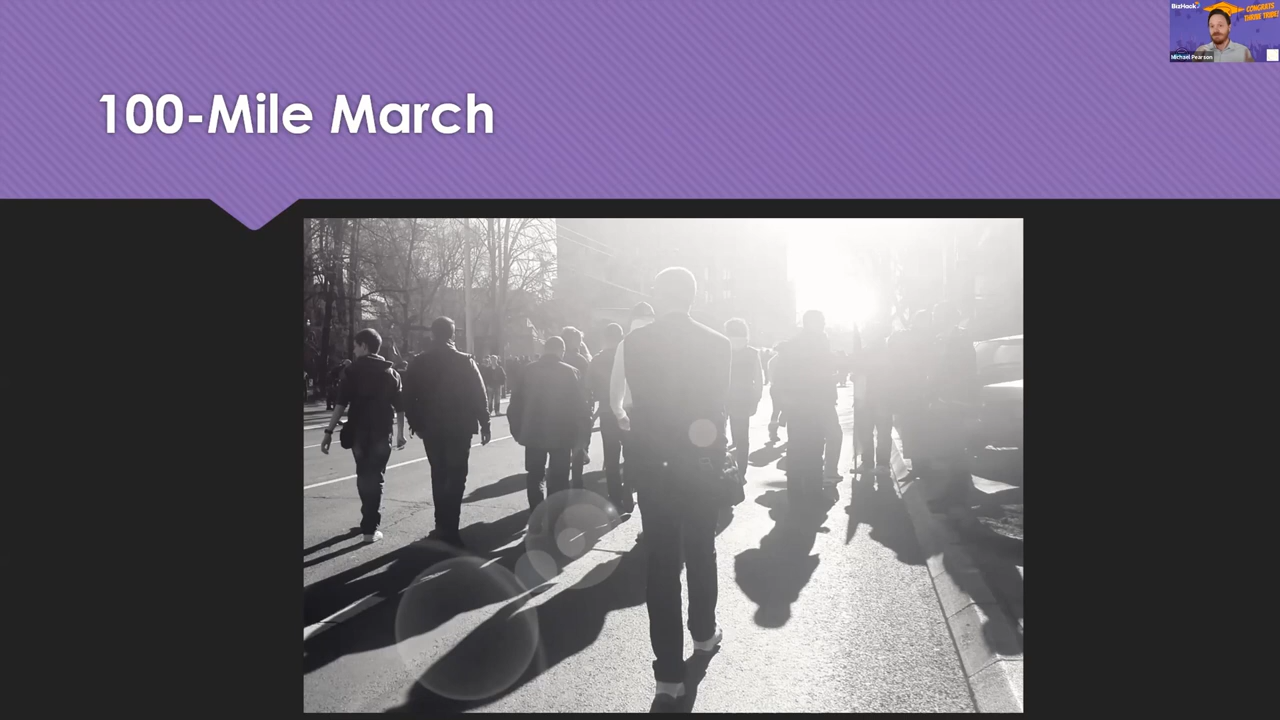 100-Mile March
BizHack
CONGRATS
THRIVE TRIBE!
Michael Pearson